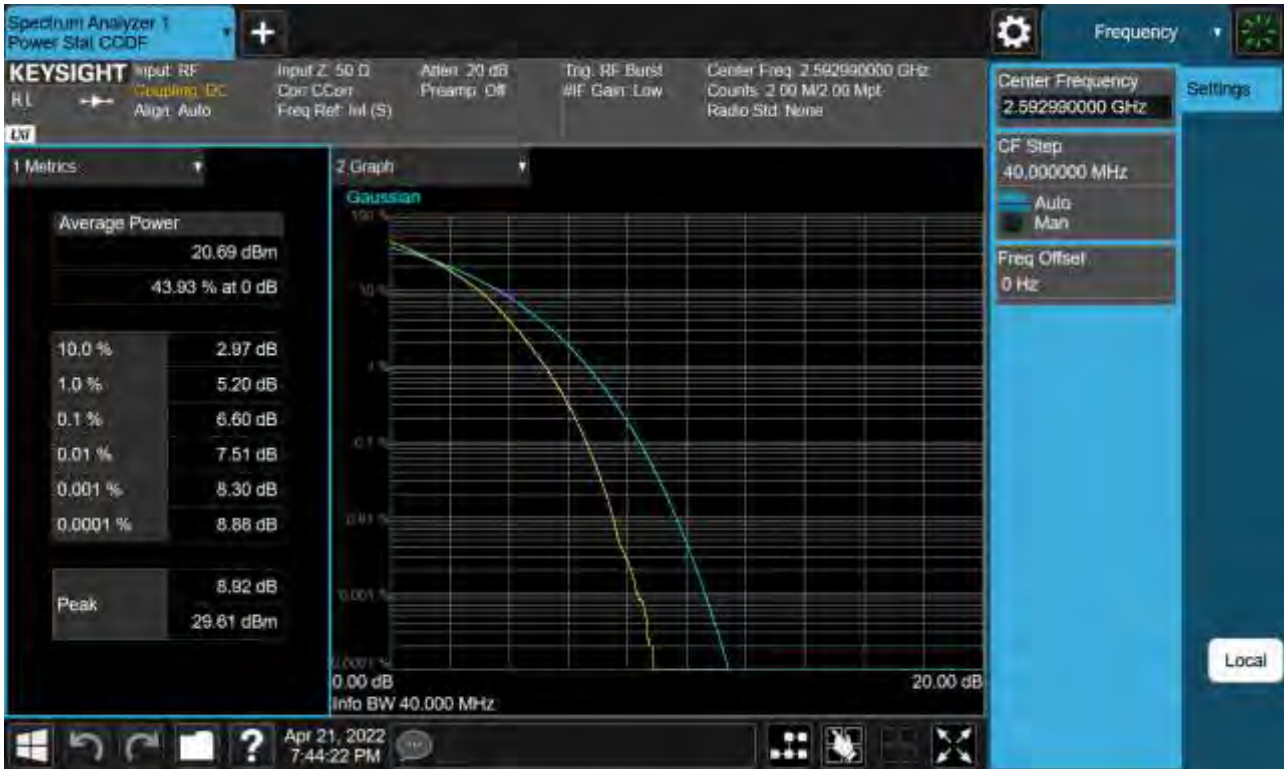 Spectrum Analyzer 1
Power Stat CCDF
+
Frequency
KEYSIGHT
RL
LXI
Input: RF
Coupling: DC
Align: Auto
Input Z: 50 Ω
Corr CCorr
Freq Ref: Int (S)
Atten: 20 dB
Preamp: Off
Trig: RF Burst
#IF Gain: Low
Center Freq: 2.592990000 GHz
Counts: 2.00 M/2.00 Mpt
Radio Std: None
Center Frequency
2.592990000 GHz
Settings
CF Step
40.000000 MHz
Auto
Man
Freq Offset
0 Hz
1 Metrics
Average Power
20.69 dBm
43.93 % at 0 dB
10.0 % 2.97 dB
1.0 % 5.20 dB
0.1 % 6.60 dB
0.01 % 7.51 dB
0.001 % 8.30 dB
0.0001 % 8.88 dB
Peak
8.92 dB
29.61 dBm
2 Graph
Gaussian
100 %
10 %
1 %
0.1 %
0.01 %
0.001 %
0.0001 %
0.00 dB
20.00 dB
Info BW 40.000 MHz
Local
?
Apr 21, 2022
7:44:22 PM